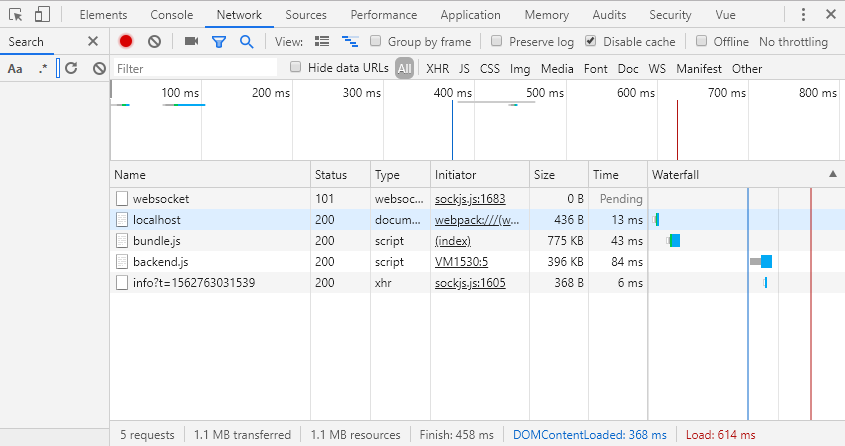 Elements Console Network Sources Performance Application Memory Audits Security Vue
Search View: Group by frame Preserve log Disable cache Offline No throttling
Aa .* Filter Hide data URLs All XHR JS CSS Img Media Font Doc WS Manifest Other
100 ms 200 ms 300 ms 400 ms 500 ms 600 ms 700 ms 800 ms
Name Status Type Initiator Size Time Waterfall
websocket 101 websoc... sockjs.js:1683 0 B Pending
localhost 200 docum... webpack:///(w... 436 B 13 ms
bundle.js 200 script (index) 775 KB 43 ms
backend.js 200 script VM1530:5 396 KB 84 ms
info?t=1562763031539 200 xhr sockjs.js:1605 368 B 6 ms
5 requests 1.1 MB transferred 1.1 MB resources Finish: 458 ms DOMContentLoaded: 368 ms Load: 614 ms